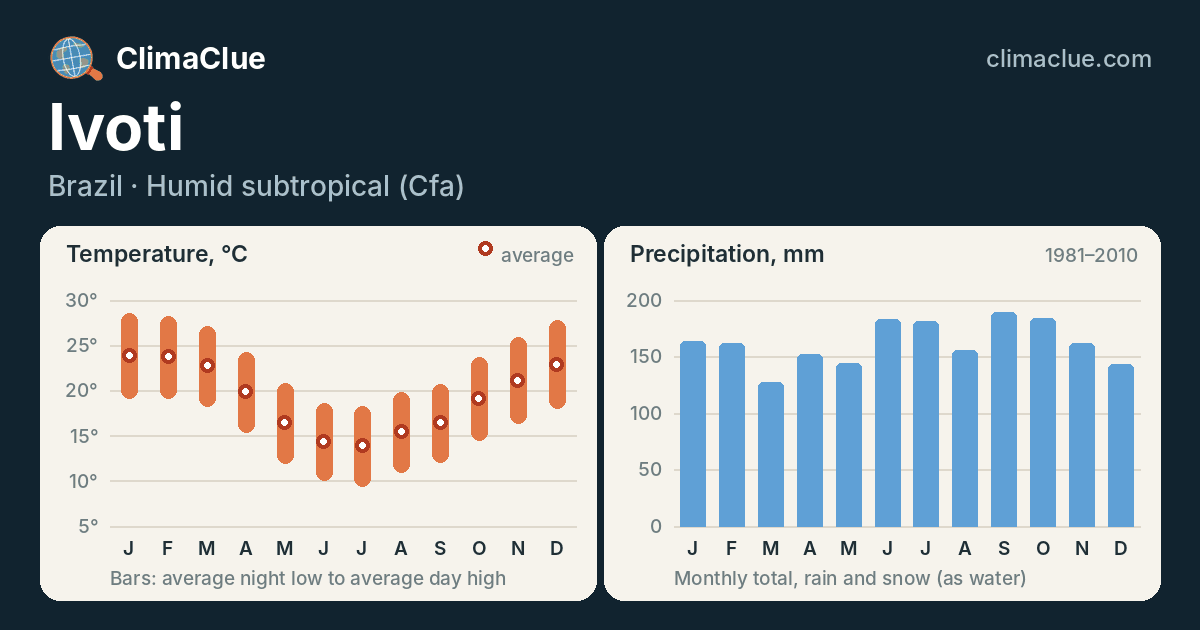 ClimaClue
climaclue.com
Ivoti
Brazil · Humid subtropical (Cfa)
Temperature, °C
average
30°
25°
20°
15°
10°
5°
J F M A M J J A S O N D
Bars: average night low to average day high
Precipitation, mm
1981–2010
200
150
100
50
0
J F M A M J J A S O N D
Monthly total, rain and snow (as water)